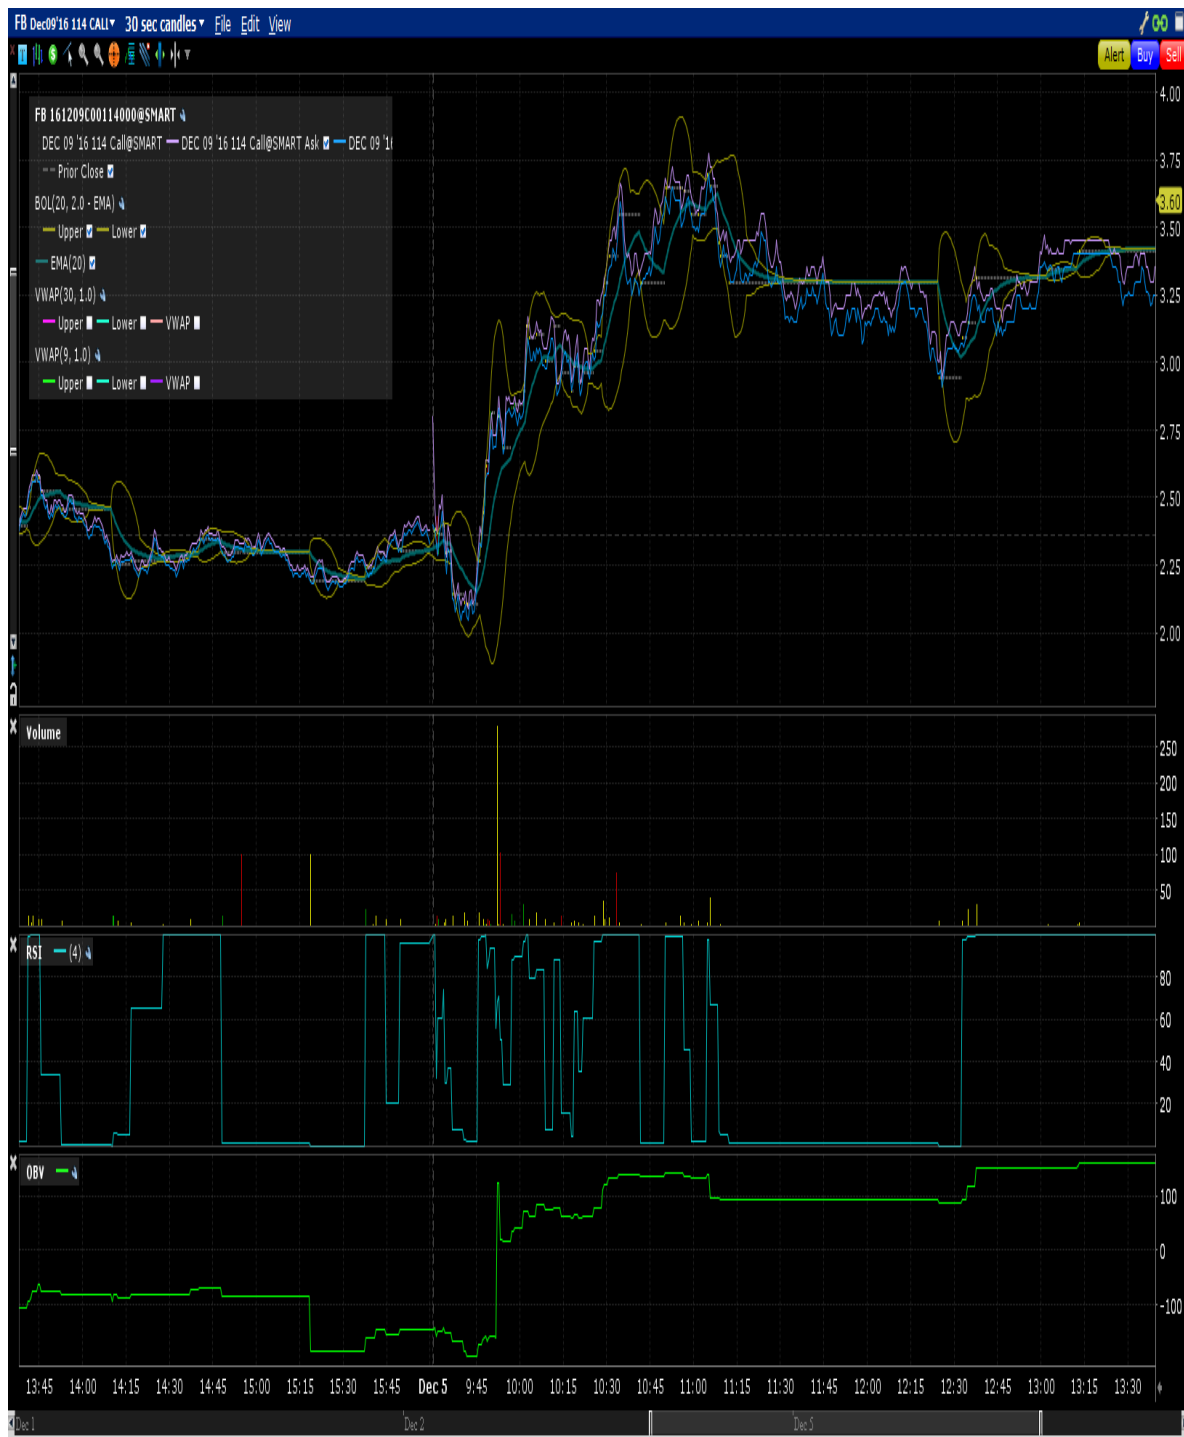 FB Dec09'16 114 CALL 30 sec candles File Edit View
Alert Buy Sell
FB 161209C00114000@SMART
DEC 09 '16 114 Call@SMART DEC 09 '16 114 Call@SMART Ask DEC 09 '16
Prior Close
BOL(20, 2.0 - EMA)
Upper Lower
EMA(20)
VWAP(30, 1.0)
Upper Lower VWAP
VWAP(9, 1.0)
Upper Lower VWAP
4.00
3.75
3.60
3.50
3.25
3.00
2.75
2.50
2.25
2.00
Volume
250
200
150
100
50
RSI (4)
80
60
40
20
OBV
100
0
-100
13:45 14:00 14:15 14:30 14:45 15:00 15:15 15:30 15:45 Dec 5 9:45 10:00 10:15 10:30 10:45 11:00 11:15 11:30 11:45 12:00 12:15 12:30 12:45 13:00 13:15 13:30
Dec 1 Dec 2 Dec 5